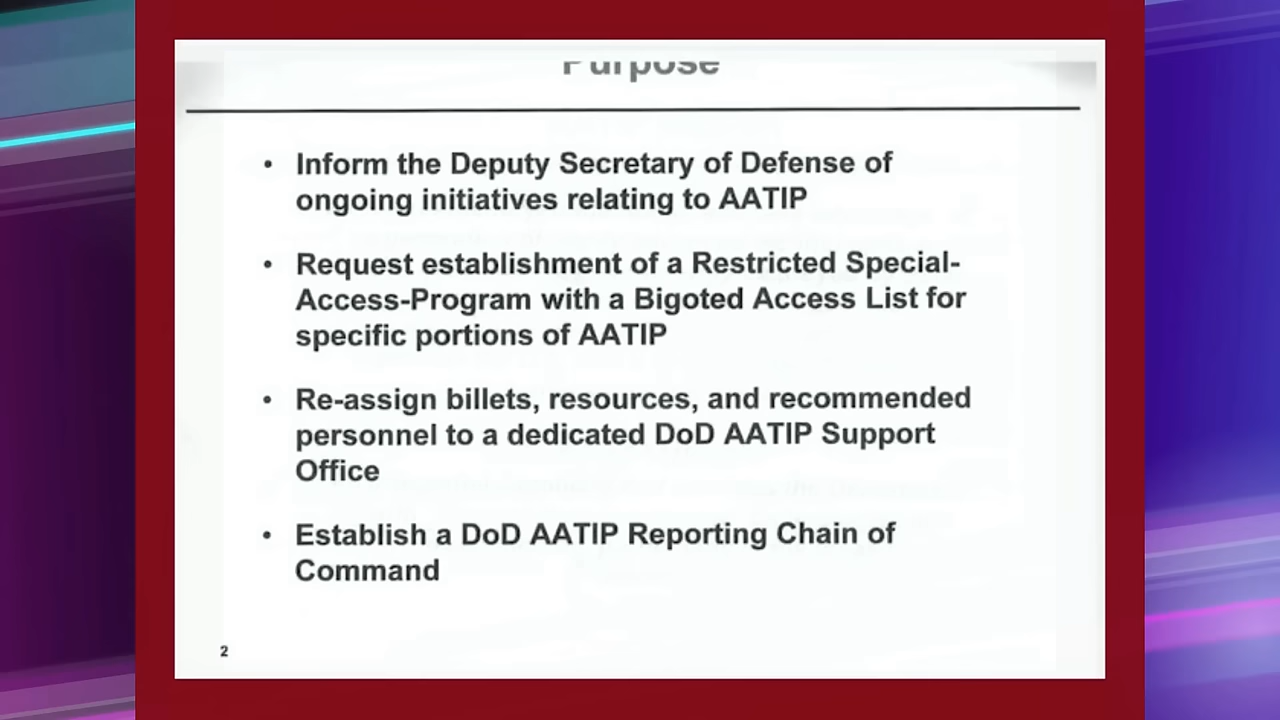 Purpose
• Inform the Deputy Secretary of Defense of
ongoing initiatives relating to AATIP
• Request establishment of a Restricted Special-
Access-Program with a Bigoted Access List for
specific portions of AATIP
• Re-assign billets, resources, and recommended
personnel to a dedicated DoD AATIP Support
Office
• Establish a DoD AATIP Reporting Chain of
Command
2